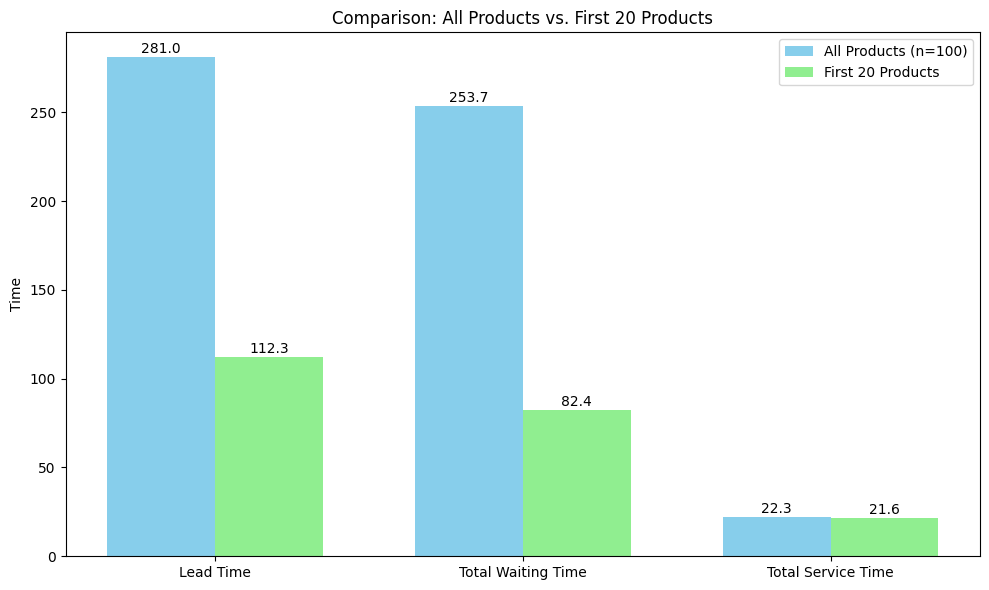 Comparison: All Products vs. First 20 Products
All Products (n=100)
First 20 Products
Time
250
200
150
100
50
0
281.0
112.3
253.7
82.4
22.3
21.6
Lead Time
Total Waiting Time
Total Service Time